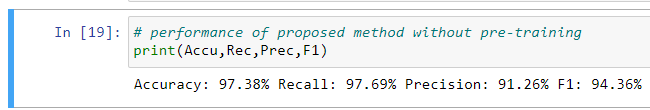 In [19]: # performance of proposed method without pre-training
print(Accu,Rec,Prec,F1)
Accuracy: 97.38% Recall: 97.69% Precision: 91.26% F1: 94.36%